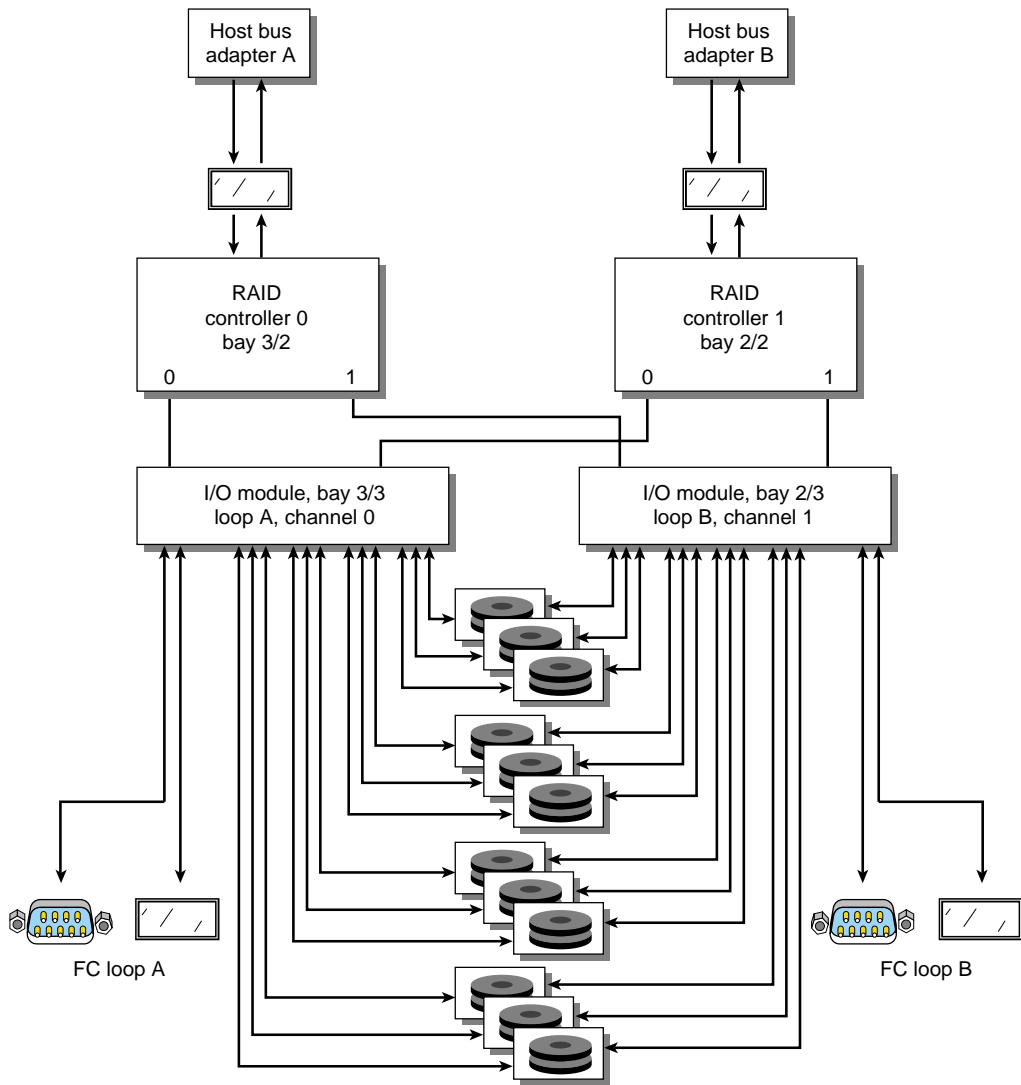 Host bus
adapter A
Host bus
adapter B
RAID
controller 0
bay 3/2
0
1
RAID
controller 1
bay 2/2
0
1
I/O module, bay 3/3
loop A, channel 0
I/O module, bay 2/3
loop B, channel 1
FC loop A
FC loop B